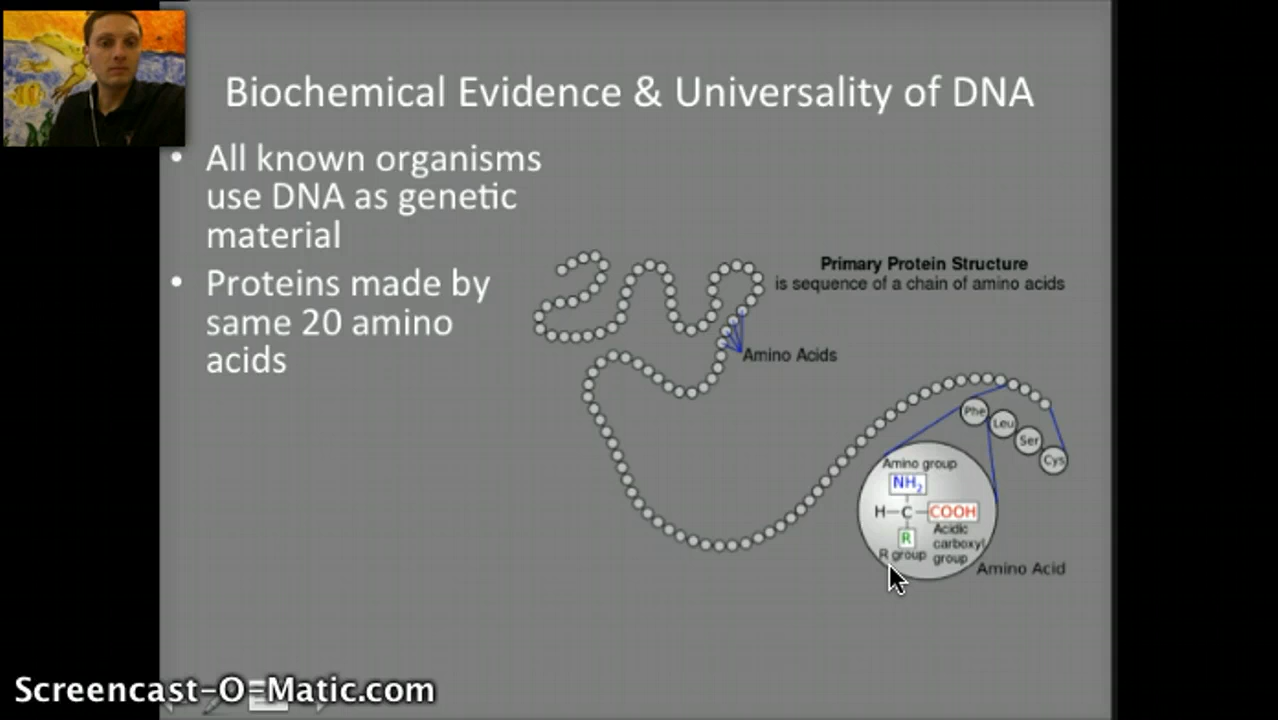 Biochemical Evidence & Universality of DNA
• All known organisms
use DNA as genetic
material
• Proteins made by
same 20 amino
acids
Primary Protein Structure
is sequence of a chain of amino acids
Amino Acids
Phe
Leu
Ser
Cys
Amino group
NH2
H–C–COOH
R
Acidic
carboxyl
group
R group
Amino Acid
Screencast-O-Matic.com